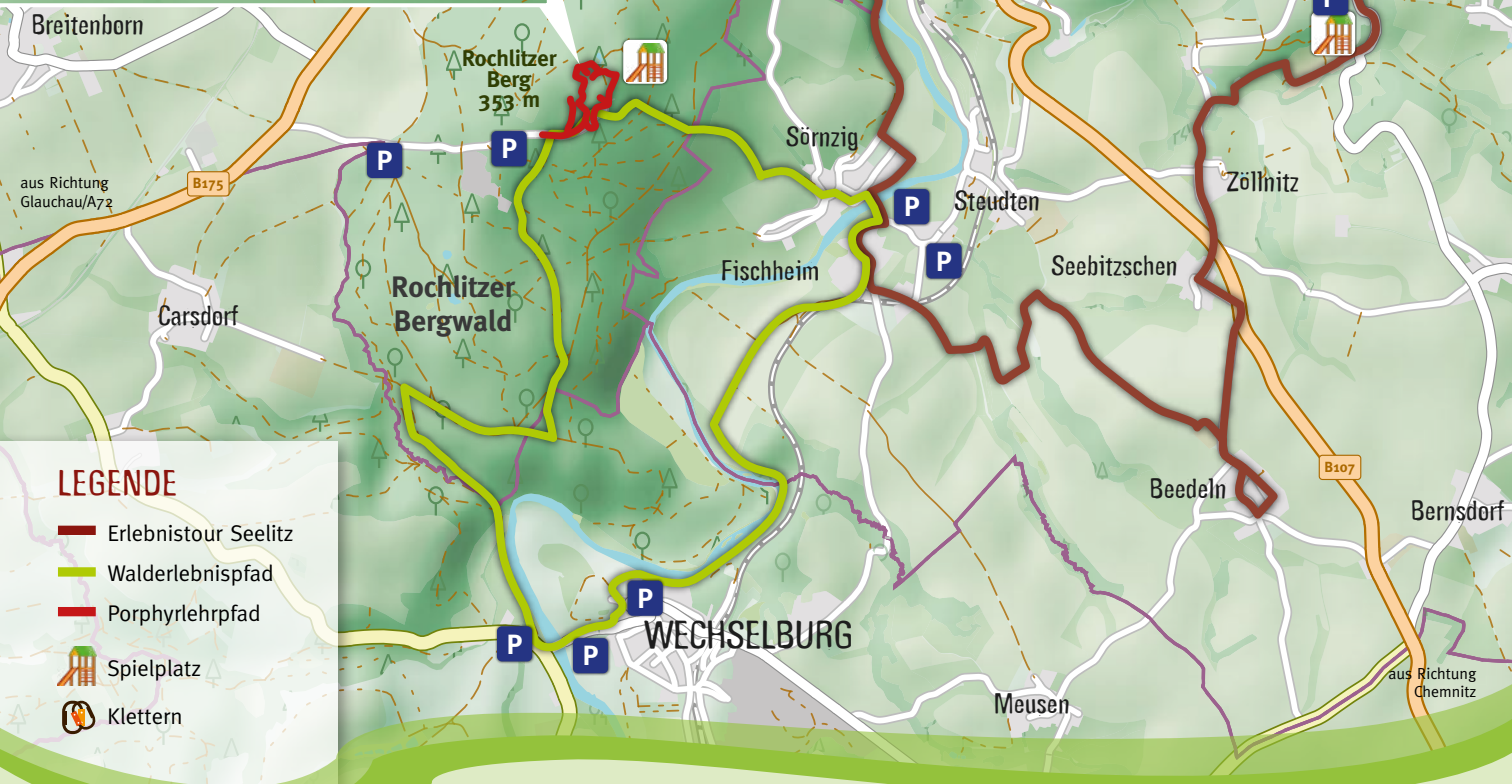 Breitenborn
Rochlitzer
Berg
353 m
P
P
P
Sörnzig
P
Steudten
P
Zöllnitz
aus Richtung
Glauchau/A72
B175
Fischheim
Seebitzschen
Rochlitzer
Bergwald
Carsdorf
B107
Beedeln
Bernsdorf
LEGENDE
Erlebnistour Seelitz
Walderlebnispfad
Porphyrlehrpfad
Spielplatz
Klettern
P
P
P
WECHSELBURG
Meusen
aus Richtung
Chemnitz